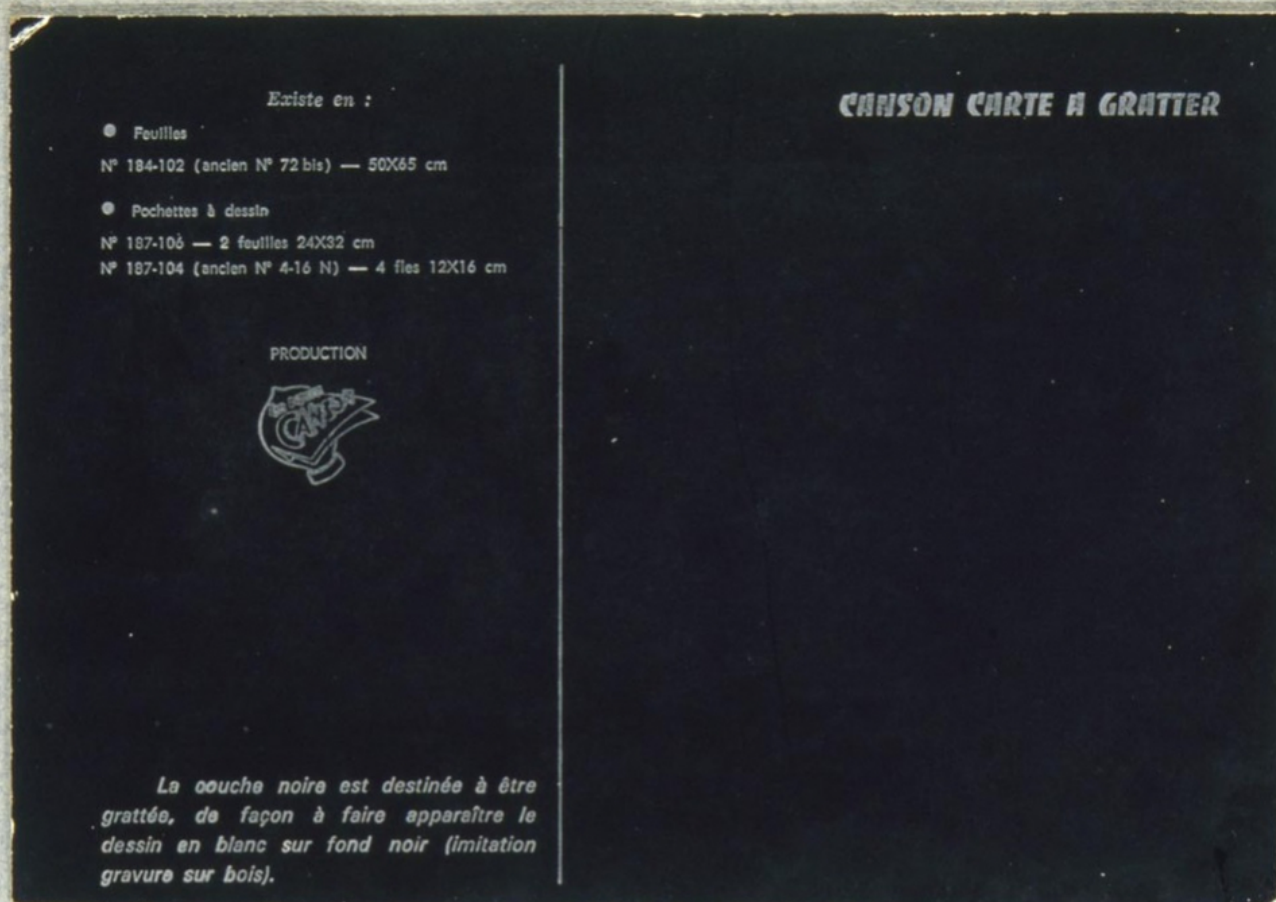 Existe en :
● Feuilles
N° 184-102 (ancien N° 72 bis) — 50X65 cm
● Pochettes à dessin
N° 187-106 — 2 feuilles 24X32 cm
N° 187-104 (ancien N° 4-16 N) — 4 fles 12X16 cm
PRODUCTION
CANSON
La couche noire est destinée à être
grattée, de façon à faire apparaître le
dessin en blanc sur fond noir (imitation
gravure sur bois).
CANSON CARTE A GRATTER